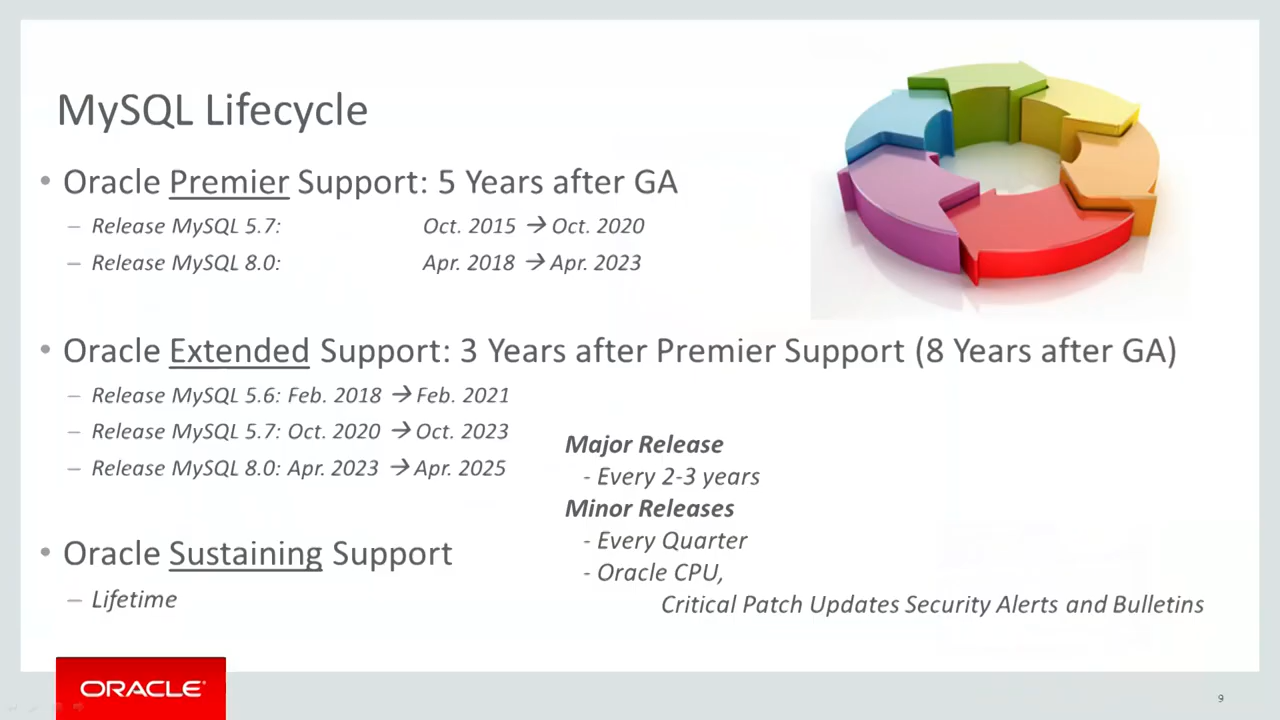 MySQL Lifecycle
• Oracle Premier Support: 5 Years after GA
– Release MySQL 5.7: Oct. 2015 → Oct. 2020
– Release MySQL 8.0: Apr. 2018 → Apr. 2023
• Oracle Extended Support: 3 Years after Premier Support (8 Years after GA)
– Release MySQL 5.6: Feb. 2018 → Feb. 2021
– Release MySQL 5.7: Oct. 2020 → Oct. 2023
– Release MySQL 8.0: Apr. 2023 → Apr. 2025
Major Release
- Every 2-3 years
Minor Releases
- Every Quarter
- Oracle CPU,
Critical Patch Updates Security Alerts and Bulletins
• Oracle Sustaining Support
– Lifetime
ORACLE®
9